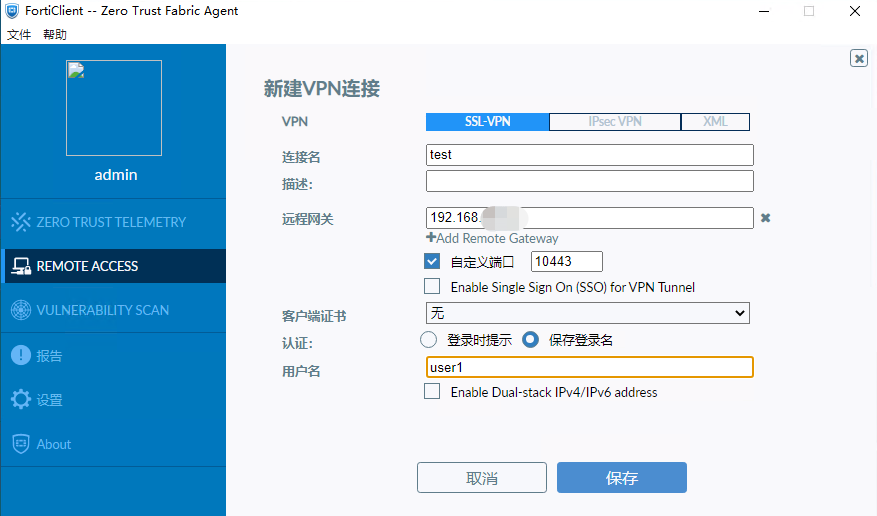 FortiClient -- Zero Trust Fabric Agent
文件 帮助
admin
ZERO TRUST TELEMETRY
REMOTE ACCESS
VULNERABILITY SCAN
报告
设置
About
新建VPN连接
VPN SSL-VPN IPsec VPN XML
连接名 test
描述:
远程网关 192.168.
+Add Remote Gateway
自定义端口 10443
Enable Single Sign On (SSO) for VPN Tunnel
客户端证书 无
认证: 登录时提示 保存登录名
用户名 user1
Enable Dual-stack IPv4/IPv6 address
取消 保存